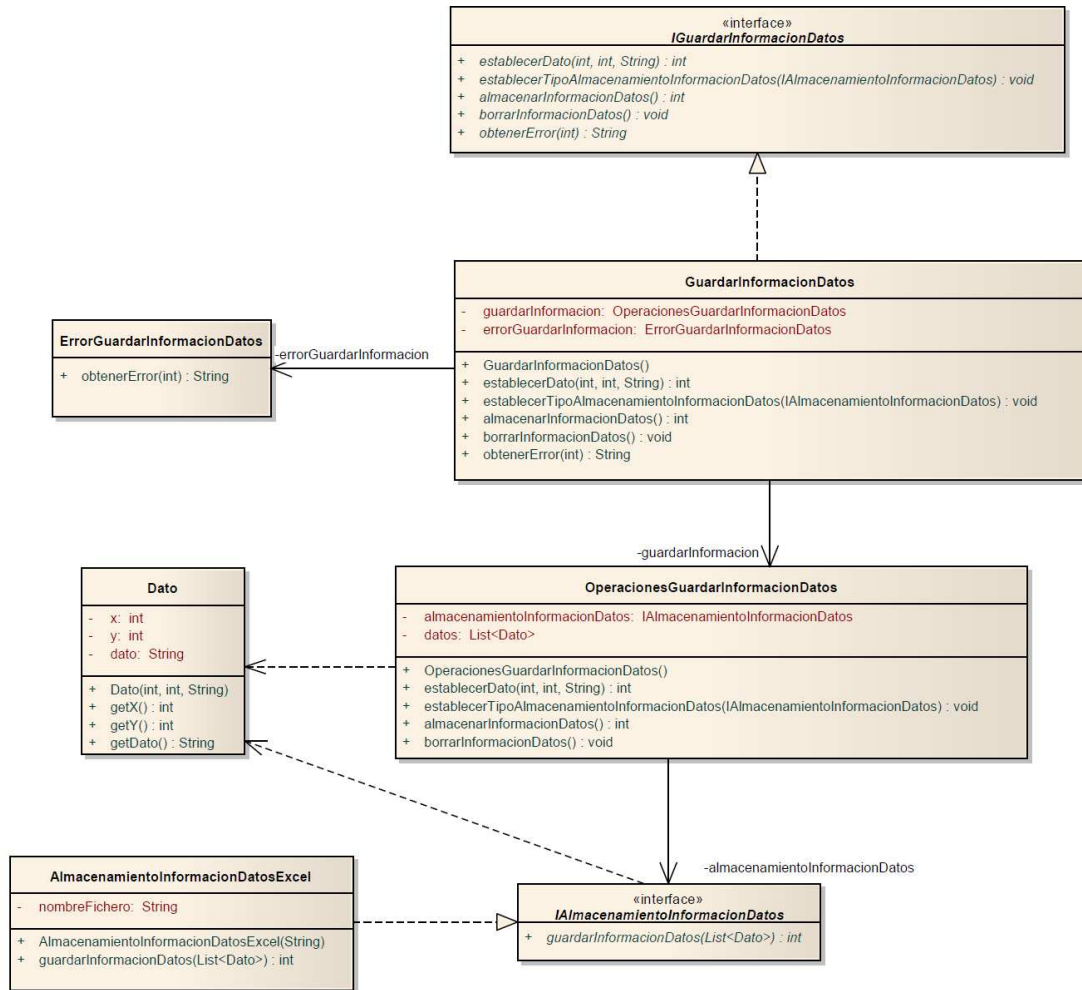 «interface»
IGuardarInformacionDatos
+ establecerDato(int, int, String) : int
+ establecerTipoAlmacenamientoInformacionDatos(IAlmacenamientoInformacionDatos) : void
+ almacenarInformacionDatos() : int
+ borrarInformacionDatos() : void
+ obtenerError(int) : String
GuardarInformacionDatos
- guardarInformacion: OperacionesGuardarInformacionDatos
- errorGuardarInformacion: ErrorGuardarInformacionDatos
+ GuardarInformacionDatos()
+ establecerDato(int, int, String) : int
+ establecerTipoAlmacenamientoInformacionDatos(IAlmacenamientoInformacionDatos) : void
+ almacenarInformacionDatos() : int
+ borrarInformacionDatos() : void
+ obtenerError(int) : String
ErrorGuardarInformacionDatos
+ obtenerError(int) : String
-errorGuardarInformacion
-guardarInformacion
Dato
- x: int
- y: int
- dato: String
+ Dato(int, int, String)
+ getX() : int
+ getY() : int
+ getDato() : String
OperacionesGuardarInformacionDatos
- almacenamientoInformacionDatos: IAlmacenamientoInformacionDatos
- datos: List<Dato>
+ OperacionesGuardarInformacionDatos()
+ establecerDato(int, int, String) : int
+ establecerTipoAlmacenamientoInformacionDatos(IAlmacenamientoInformacionDatos) : void
+ almacenarInformacionDatos() : int
+ borrarInformacionDatos() : void
-almacenamientoInformacionDatos
AlmacenamientoInformacionDatosExcel
- nombreFichero: String
+ AlmacenamientoInformacionDatosExcel(String)
+ guardarInformacionDatos(List<Dato>) : int
«interface»
IAlmacenamientoInformacionDatos
+ guardarInformacionDatos(List<Dato>) : int